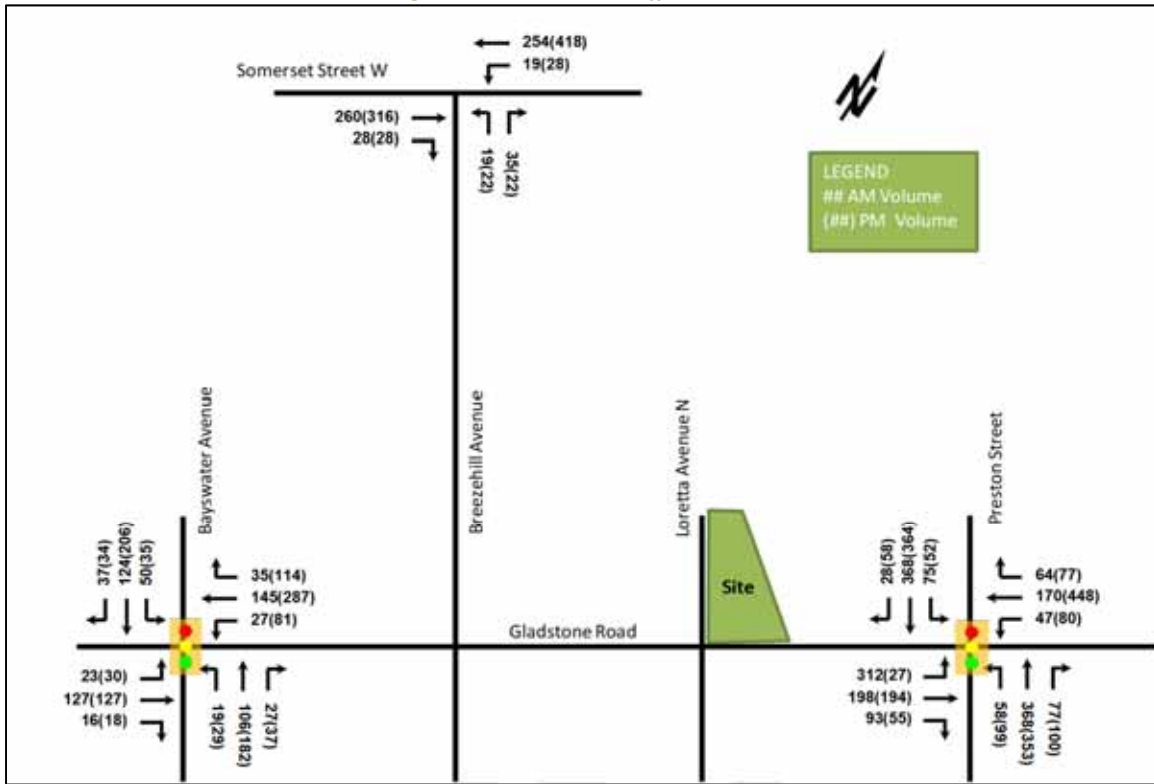 254(418)
19(28)
Somerset Street W
260(316)
28(28)
19(22)
35(22)
N
LEGEND
## AM Volume
(##) PM Volume
Bayswater Avenue
Breezehill Avenue
Loretta Avenue N
Preston Street
37(34)
124(206)
50(35)
35(114)
145(287)
27(81)
Site
28(58)
368(364)
75(52)
64(77)
170(448)
47(80)
Gladstone Road
23(30)
127(127)
16(18)
19(29)
106(182)
27(37)
312(27)
198(194)
93(55)
58(99)
368(353)
77(100)